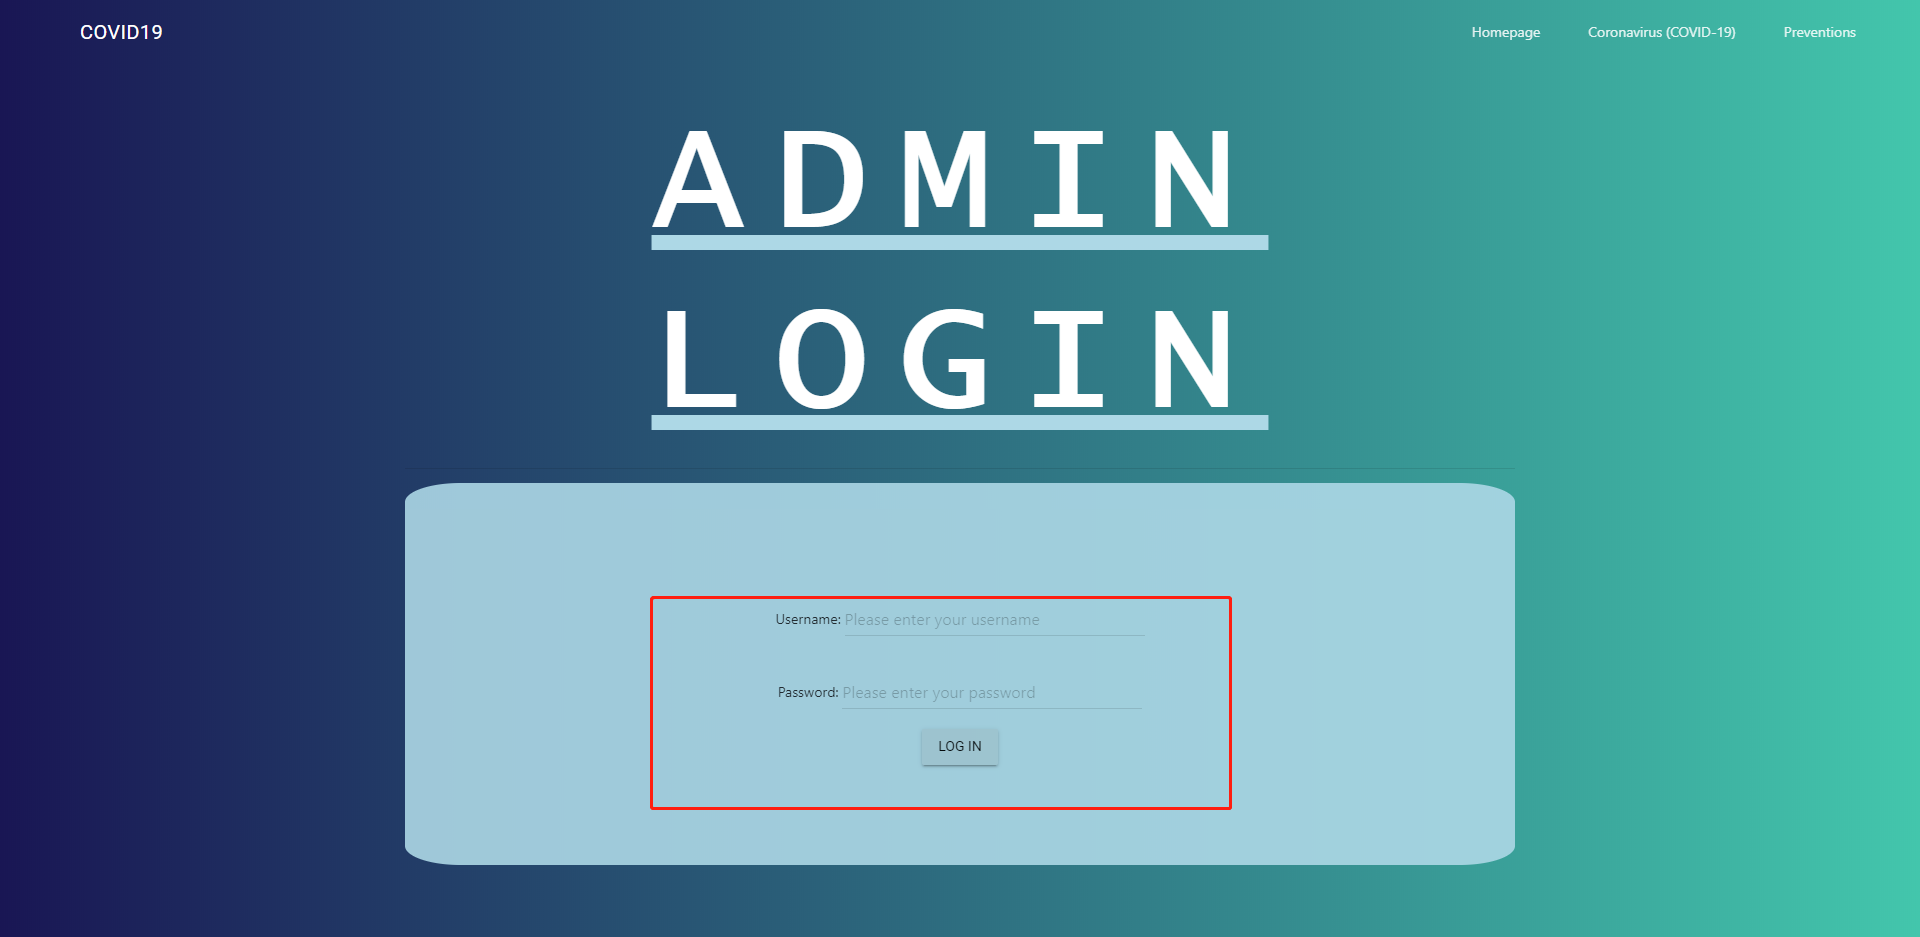 COVID19
Homepage Coronavirus (COVID-19) Preventions
ADMIN
LOGIN
Username: Please enter your username
Password: Please enter your password
LOG IN